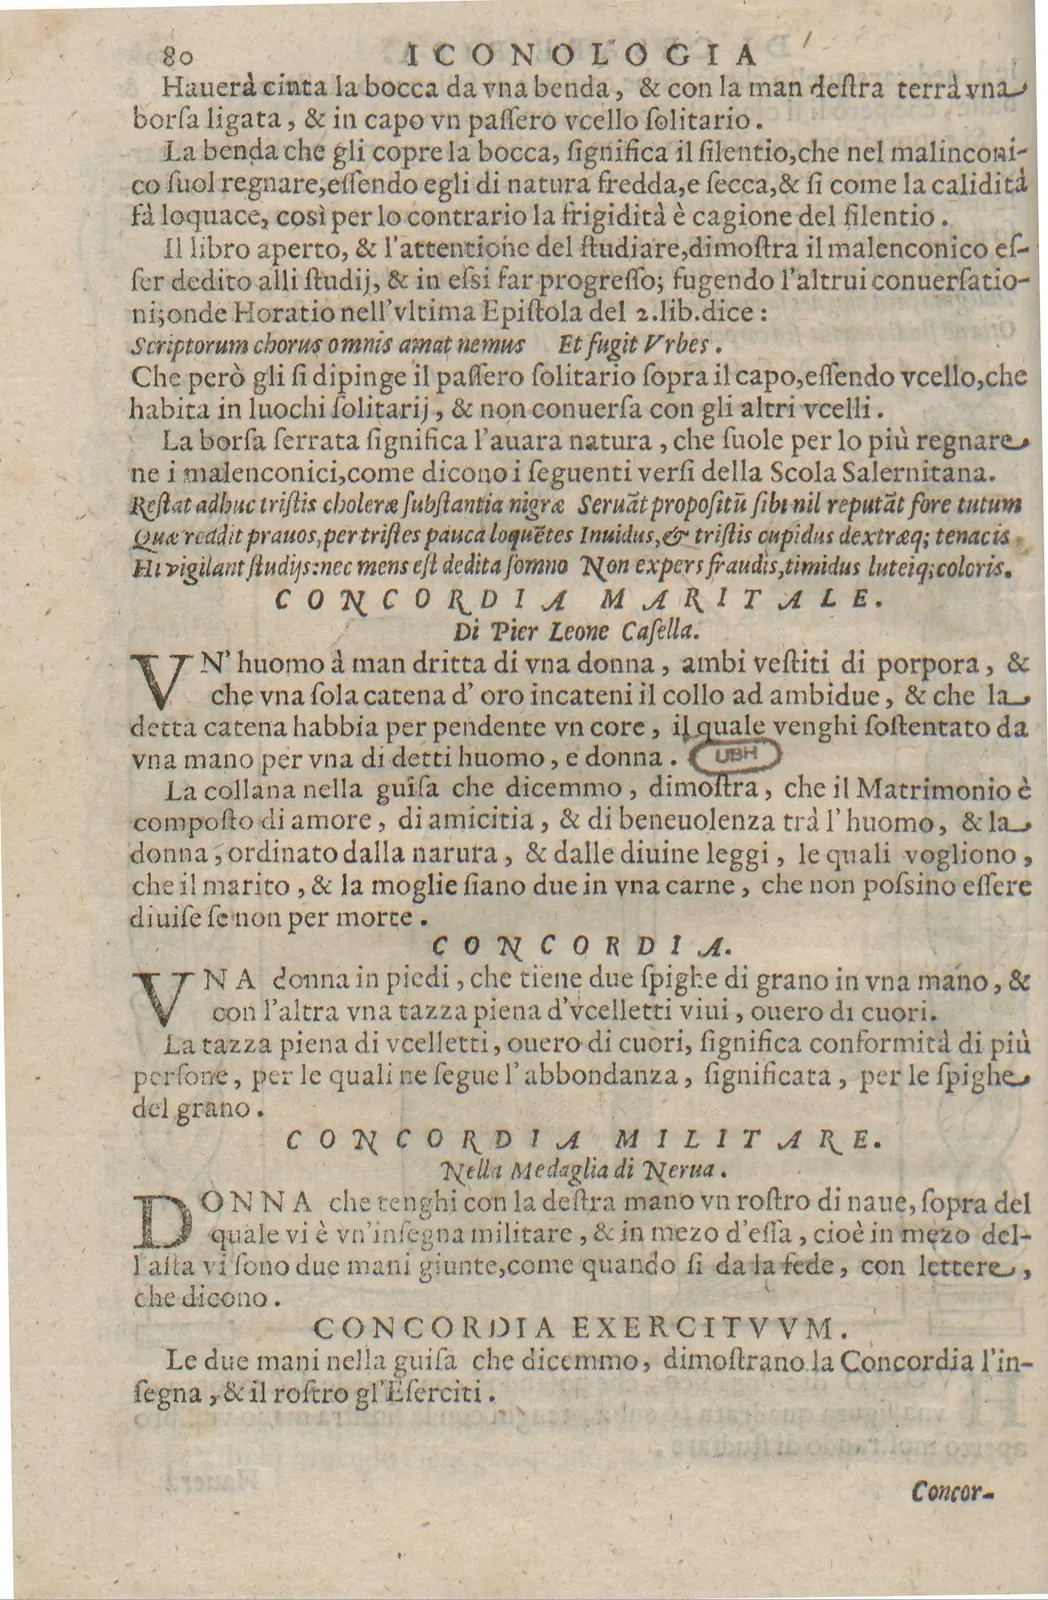 80 ICONOLOGIA
Hauerà cinta la bocca da vna benda, & con la man deſtra terrà vna
borſa ligata, & in capo vn paſſero vcello ſolitario.
La benda che gli copre la bocca, ſignifica il ſilentio,che nel malinconi-
co ſuol regnare,eſſendo egli di natura fredda,e ſecca,& ſi come la calidità
fà loquace, così per lo contrario la frigidità è cagione del ſilentio.
Il libro aperto, & l'attentione del ſtudiare,dimoſtra il malenconico eſ-
ſer dedito alli ſtudij, & in eſsi far progreſſo; fugendo l'altrui conuerſatio-
ni;onde Horatio nell'vltima Epiſtola del 2.lib.dice:
Scriptorum chorus omnis amat nemus Et fugit Vrbes.
Che però gli ſi dipinge il paſſero ſolitario ſopra il capo,eſſendo vcello,che
habita in luochi ſolitarij, & non conuerſa con gli altri vcelli.
La borſa ſerrata ſignifica l'auara natura, che ſuole per lo più regnare
ne i malenconici,come dicono i ſeguenti verſi della Scola Salernitana.
Reſtat adhuc triſtis choleræ ſubſtantia nigræ Seruāt propoſitū ſibi nil reputāt fore tutum
Quæ reddit prauos,pertriſtes pauca loquētes Inuidus,& triſtis cupidus dextræq; tenacis
Hi vigilant ſtudijs:nec mens eſt dedita ſomno Non expers fraudis,timidus luteiq;coloris.
CONCORDIA MARITALE.
Di Pier Leone Caſella.
VN' huomo à man dritta di vna donna, ambi veſtiti di porpora, &
che vna ſola catena d' oro incateni il collo ad ambidue, & che la
detta catena habbia per pendente vn core, il quale venghi ſoſtentato da
vna mano per vna di detti huomo, e donna. UBH
La collana nella guiſa che dicemmo, dimoſtra, che il Matrimonio è
compoſto di amore, di amicitia, & di beneuolenza trà l' huomo, & la
donna, ordinato dalla narura, & dalle diuine leggi, le quali vogliono,
che il marito, & la moglie ſiano due in vna carne, che non poſsino eſſere
diuiſe ſe non per morte.
CONCORDIA.
VNA donna in piedi, che tiene due ſpighe di grano in vna mano, &
con l'altra vna tazza piena d'vcelletti viui, ouero di cuori.
La tazza piena di vcelletti, ouero di cuori, ſignifica conformità di più
perſone, per le quali ne ſegue l' abbondanza, ſignificata, per le ſpighe
del grano.
CONCORDIA MILITARE.
Nella Medaglia di Nerua.
DONNA che tenghi con la deſtra mano vn roſtro di naue, ſopra del
quale vi è vn'inſegna militare, & in mezo d'eſſa, cioè in mezo del-
l'aſta vi ſono due mani giunte,come quando ſi da la fede, con lettere,
che dicono.
CONCORDIA EXERCITVVM.
Le due mani nella guiſa che dicemmo, dimoſtrano la Concordia l'in-
ſegna, & il roſtro gl'Eſerciti.
Concor-